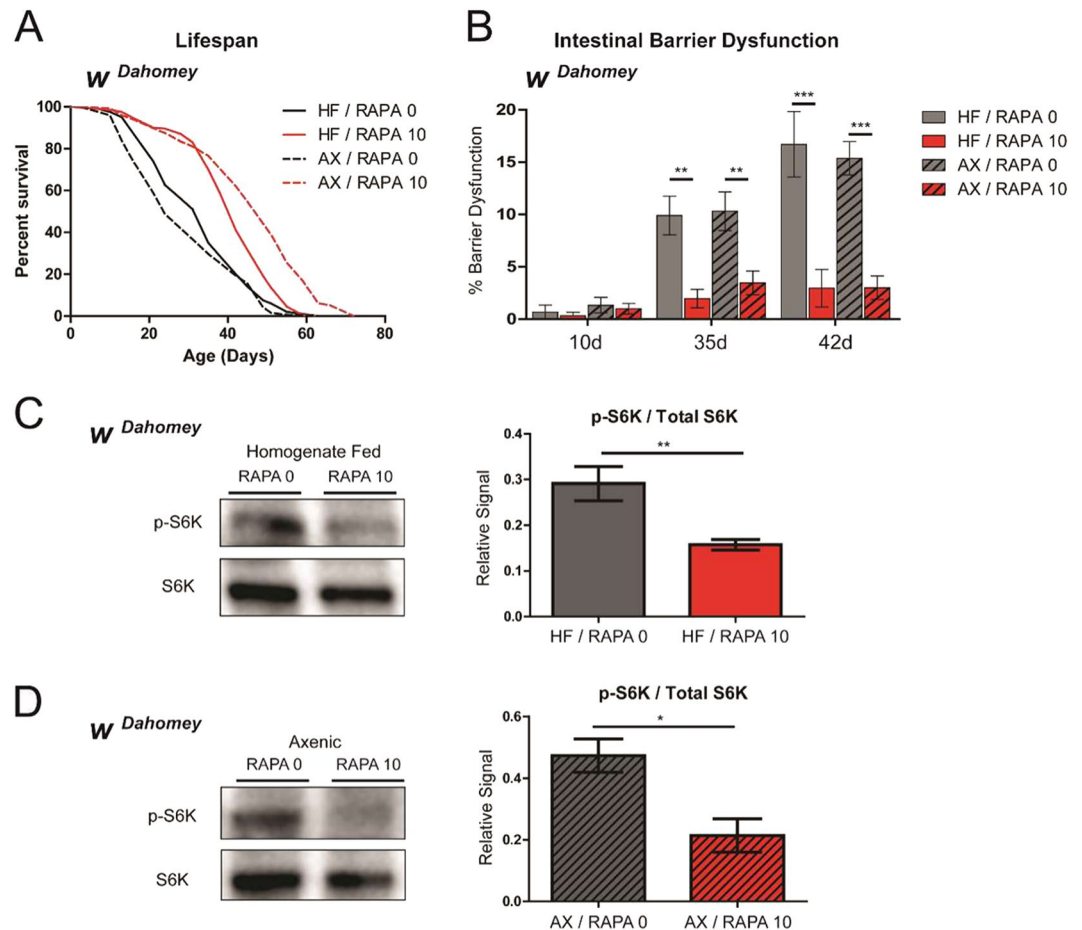 A
Lifespan
w Dahomey
100
80
60
40
20
0
Percent survival
0 20 40 60 80
Age (Days)
HF / RAPA 0
HF / RAPA 10
AX / RAPA 0
AX / RAPA 10
B
Intestinal Barrier Dysfunction
w Dahomey
20
15
10
5
0
% Barrier Dysfunction
** ** *** ***
10d 35d 42d
HF / RAPA 0
HF / RAPA 10
AX / RAPA 0
AX / RAPA 10
C
w Dahomey
Homogenate Fed
RAPA 0 RAPA 10
p-S6K
S6K
p-S6K / Total S6K
**
0.4
0.3
0.2
0.1
0.0
Relative Signal
HF / RAPA 0 HF / RAPA 10
D
w Dahomey
Axenic
RAPA 0 RAPA 10
p-S6K
S6K
p-S6K / Total S6K
*
0.6
0.4
0.2
0.0
Relative Signal
AX / RAPA 0 AX / RAPA 10